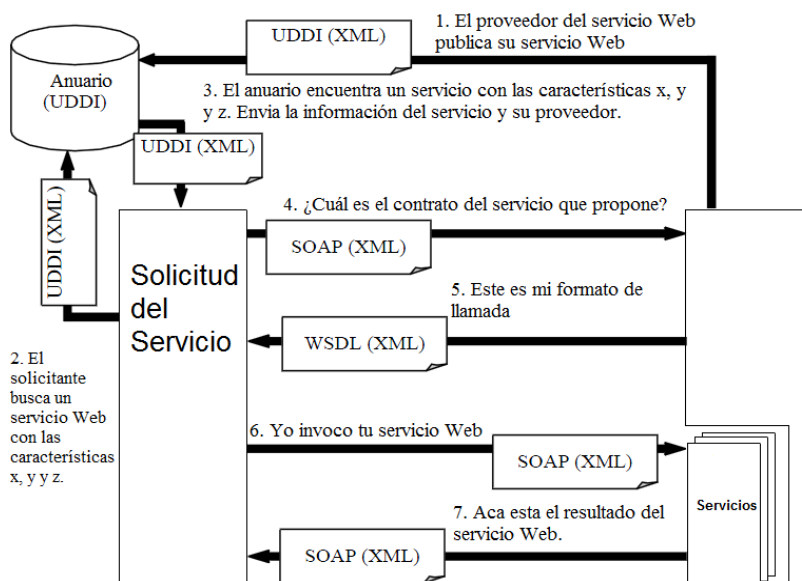 UDDI (XML)
1. El proveedor del servicio Web
publica su servicio Web
Anuario
(UDDI)
3. El anuario encuentra un servicio con las características x, y
y z. Envia la información del servicio y su proveedor.
UDDI (XML)
UDDI (XML)
4. ¿Cuál es el contrato del servicio que propone?
SOAP (XML)
Solicitud
del
Servicio
5. Este es mi formato de
llamada
WSDL (XML)
2. El
solicitante
busca un
servicio Web
con las
características
x, y y z.
6. Yo invoco tu servicio Web
SOAP (XML)
Servicios
7. Aca esta el resultado del
servicio Web.
SOAP (XML)